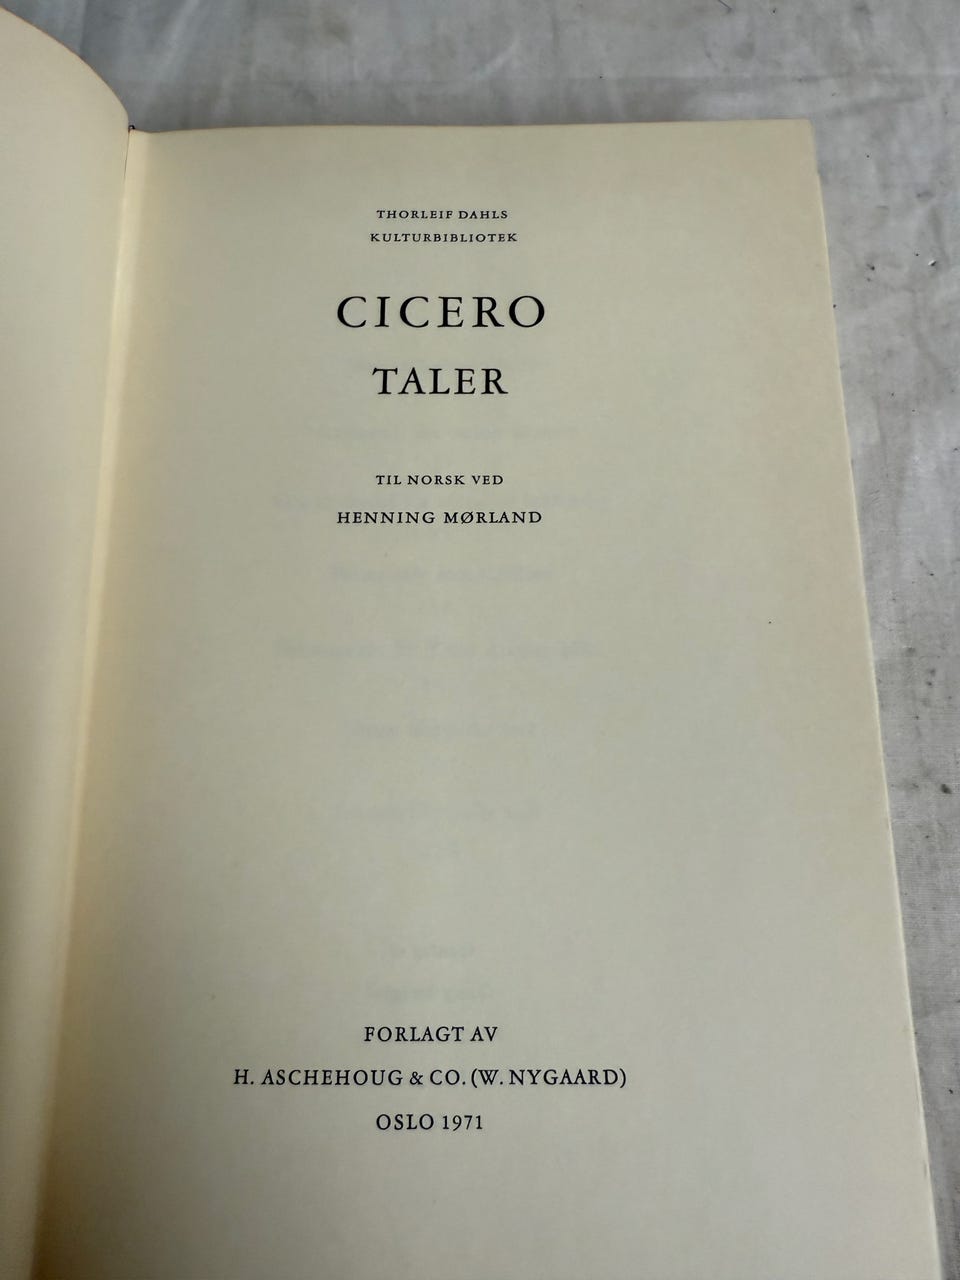 THORLEIF DAHLS
KULTURBIBLIOTEK
CICERO
TALER
TIL NORSK VED
HENNING MØRLAND
FORLAGT AV
H. ASCHEHOUG & CO. (W. NYGAARD)
OSLO 1971